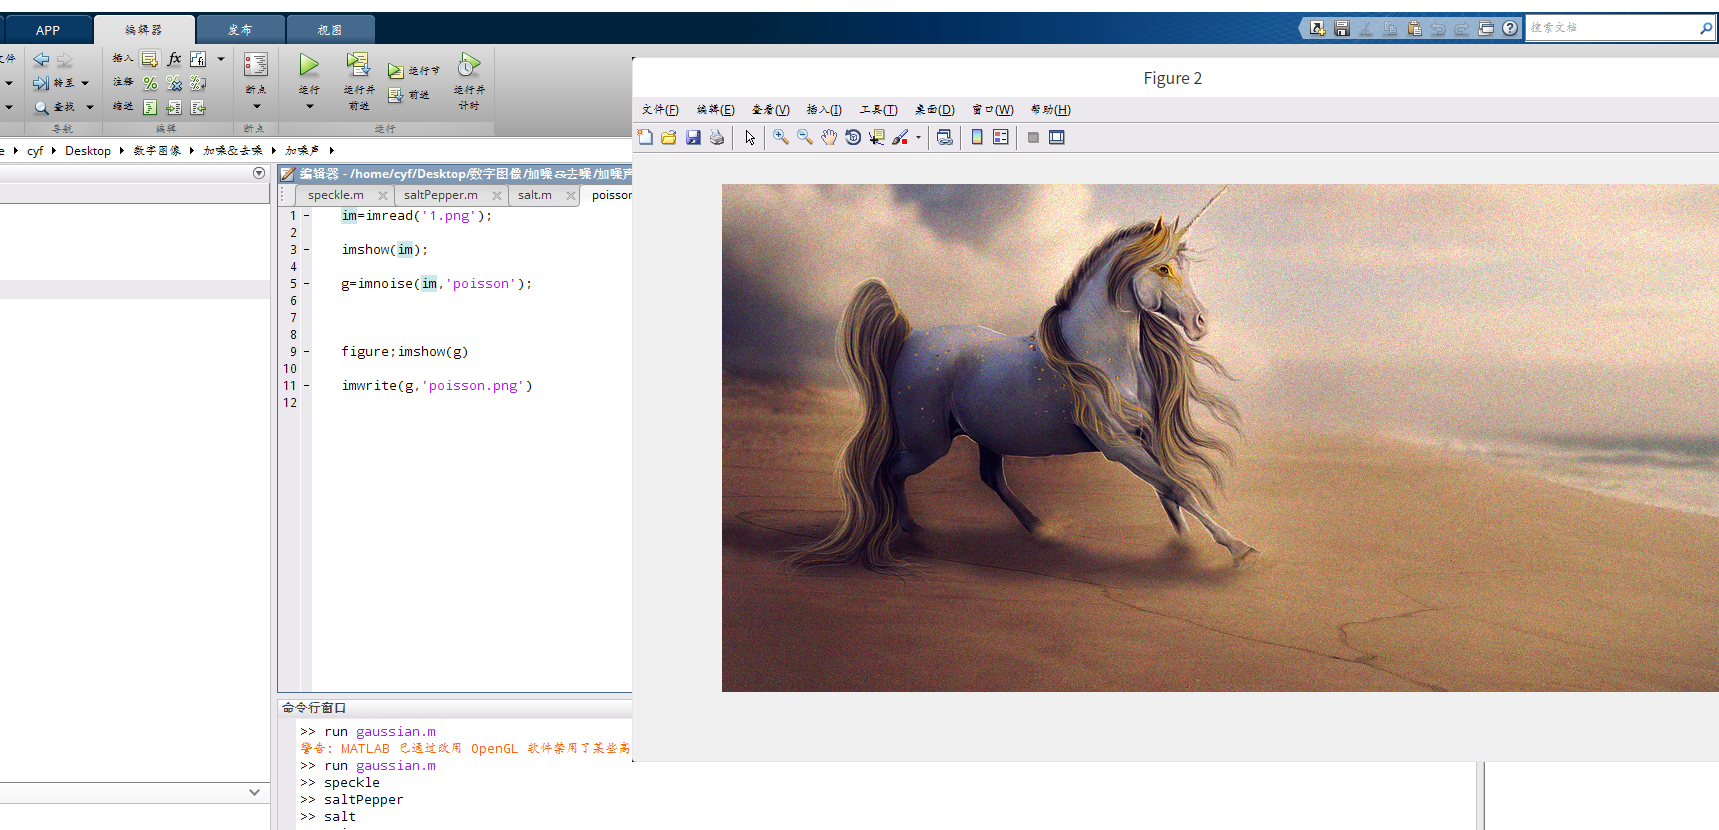 APP 编辑器 发布 视图
搜索文档
文件 插入 fx 断点 运行 运行并前进 运行节 运行并计时
转至 注释 前进
查找 缩进
导航 编辑 断点 运行
e cyf Desktop 数字图像 加噪&去噪 加噪声
编辑器 - /home/cyf/Desktop/数字图像/加噪&去噪/加噪声
speckle.m saltPepper.m salt.m poisson
1 – im=imread('1.png');
2
3 – imshow(im);
4
5 – g=imnoise(im,'poisson');
6
7
8
9 – figure;imshow(g)
10
11 – imwrite(g,'poisson.png')
12
命令行窗口
>> run gaussian.m
警告: MATLAB 已通过改用 OpenGL 软件禁用了某些高
>> run gaussian.m
>> speckle
>> saltPepper
>> salt
Figure 2
文件(F) 编辑(E) 查看(V) 插入(I) 工具(T) 桌面(D) 窗口(W) 帮助(H)